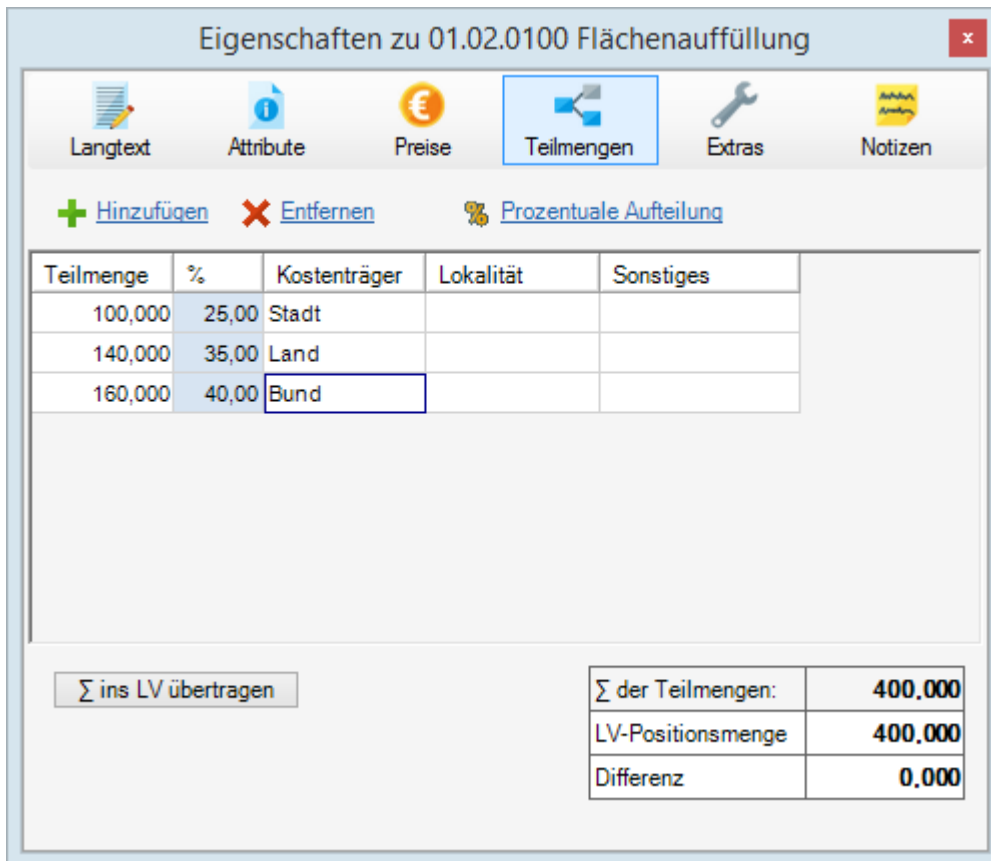 Eigenschaften zu 01.02.0100 Flächenauffüllung x
Langtext Attribute Preise Teilmengen Extras Notizen
Hinzufügen Entfernen % Prozentuale Aufteilung
Teilmenge % Kostenträger Lokalität Sonstiges
100,000 25,00 Stadt
140,000 35,00 Land
160,000 40,00 Bund
∑ ins LV übertragen
∑ der Teilmengen: 400,000
LV-Positionsmenge 400,000
Differenz 0,000